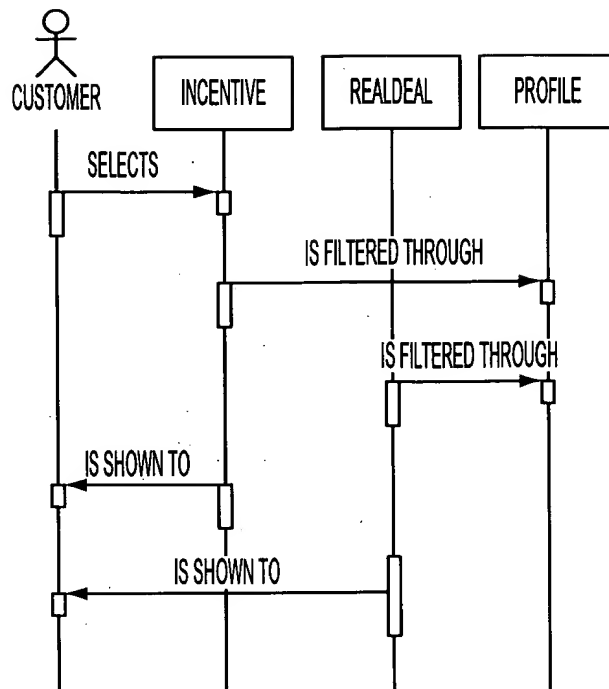 CUSTOMER
INCENTIVE
REALDEAL
PROFILE
SELECTS
IS FILTERED THROUGH
IS FILTERED THROUGH
IS SHOWN TO
IS SHOWN TO